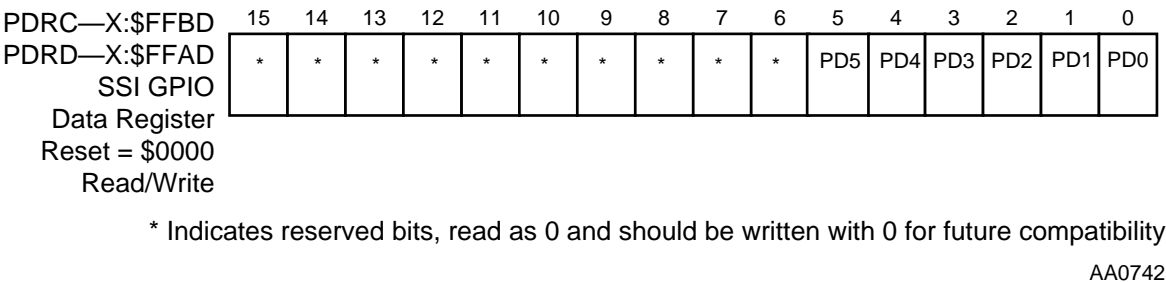 PDRC—X:$FFBD 15 14 13 12 11 10 9 8 7 6 5 4 3 2 1 0
PDRD—X:$FFAD * * * * * * * * * * PD5 PD4 PD3 PD2 PD1 PD0
SSI GPIO
Data Register
Reset = $0000
Read/Write
* Indicates reserved bits, read as 0 and should be written with 0 for future compatibility
AA0742